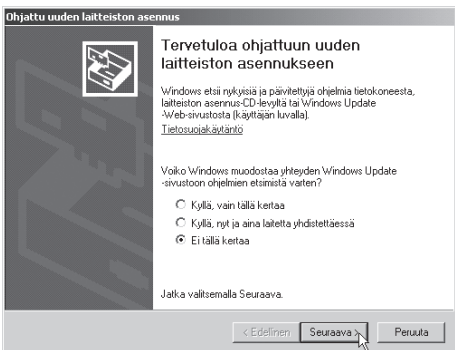 Ohjattu uuden laitteiston asennus
Tervetuloa ohjattuun uuden
laitteiston asennukseen
Windows etsii nykyisiä ja päivitettyjä ohjelmia tietokoneesta,
laitteiston asennus-CD-levyltä tai Windows Update
-Web-sivustosta (käyttäjän luvalla).
Tietosuojakäytäntö
Voiko Windows muodostaa yhteyden Windows Update
-sivustoon ohjelmien etsimistä varten?
Kyllä, vain tällä kertaa
Kyllä, nyt ja aina laitetta yhdistettäessä
Ei tällä kertaa
Jatka valitsemalla Seuraava.
< Edellinen Seuraava > Peruuta